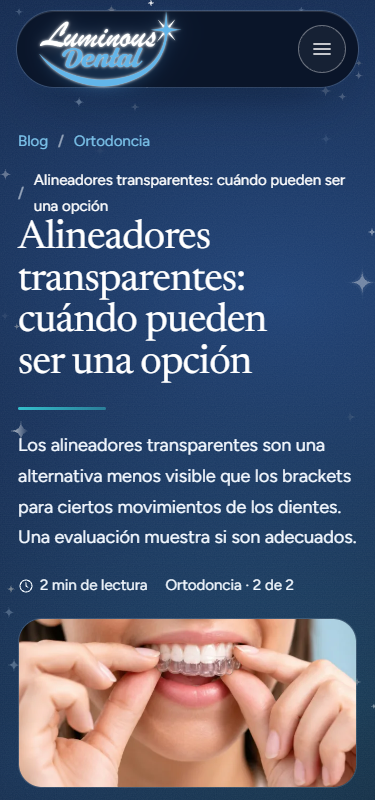 Luminous
Dental
Blog / Ortodoncia
/ Alineadores transparentes: cuándo pueden ser
una opción
Alineadores
transparentes:
cuándo pueden
ser una opción
Los alineadores transparentes son una
alternativa menos visible que los brackets
para ciertos movimientos de los dientes.
Una evaluación muestra si son adecuados.
2 min de lectura Ortodoncia · 2 de 2